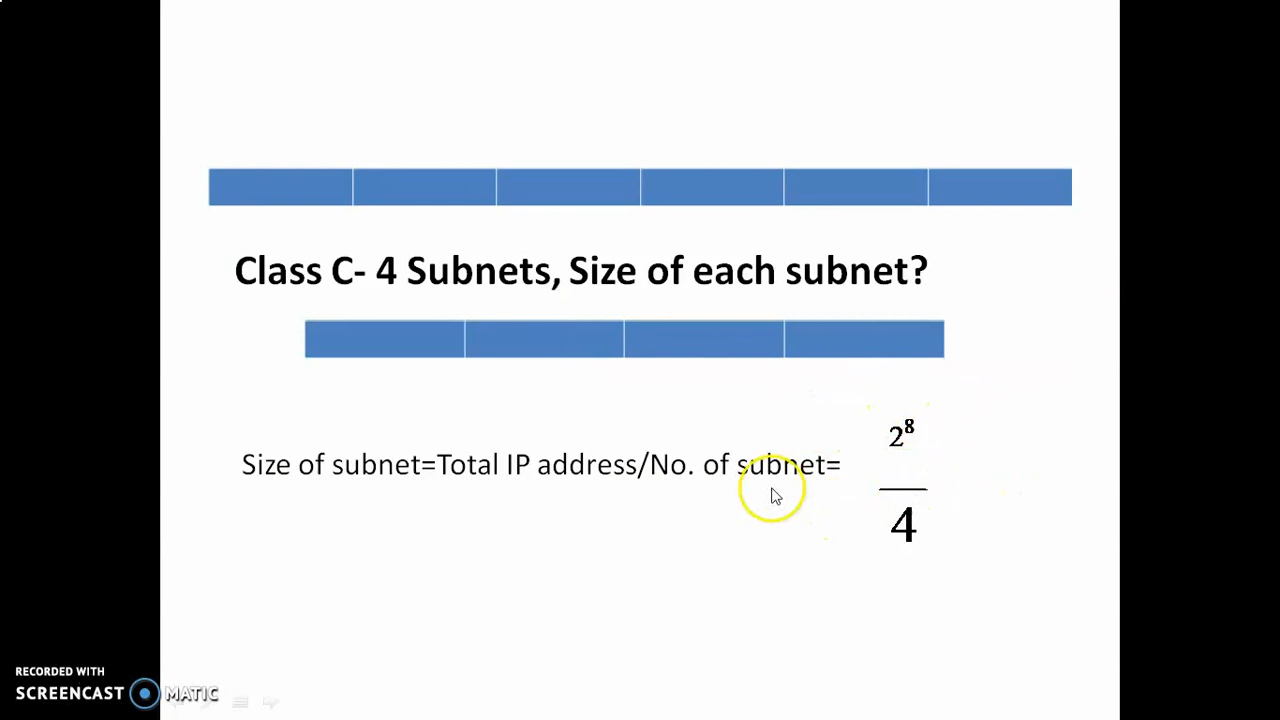 Class C- 4 Subnets, Size of each subnet?
Size of subnet=Total IP address/No. of subnet=
2⁸
4
RECORDED WITH
SCREENCAST MATIC